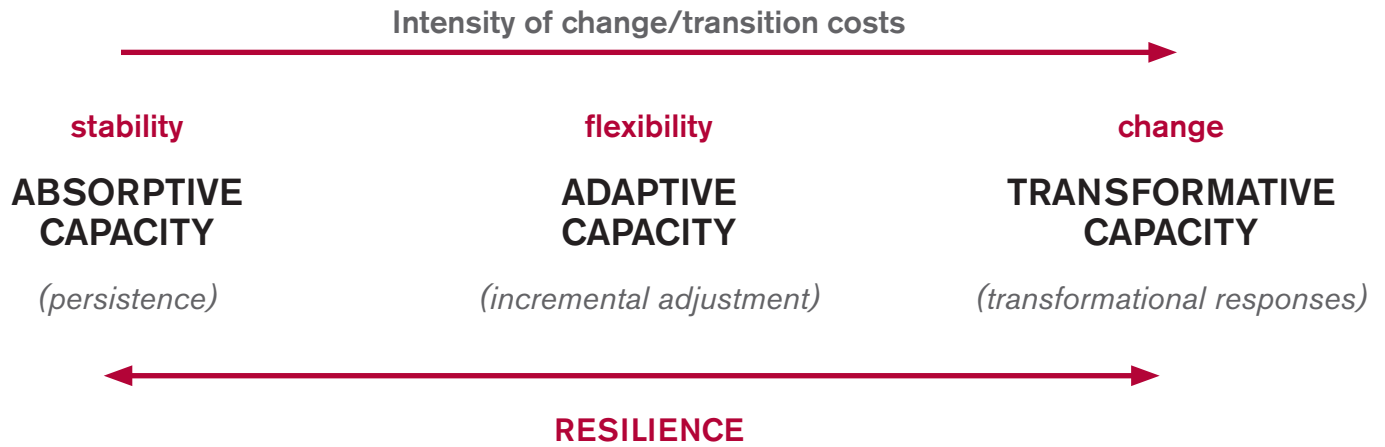 Intensity of change/transition costs
stability
flexibility
change
ABSORPTIVE
CAPACITY
ADAPTIVE
CAPACITY
TRANSFORMATIVE
CAPACITY
(persistence)
(incremental adjustment)
(transformational responses)
RESILIENCE